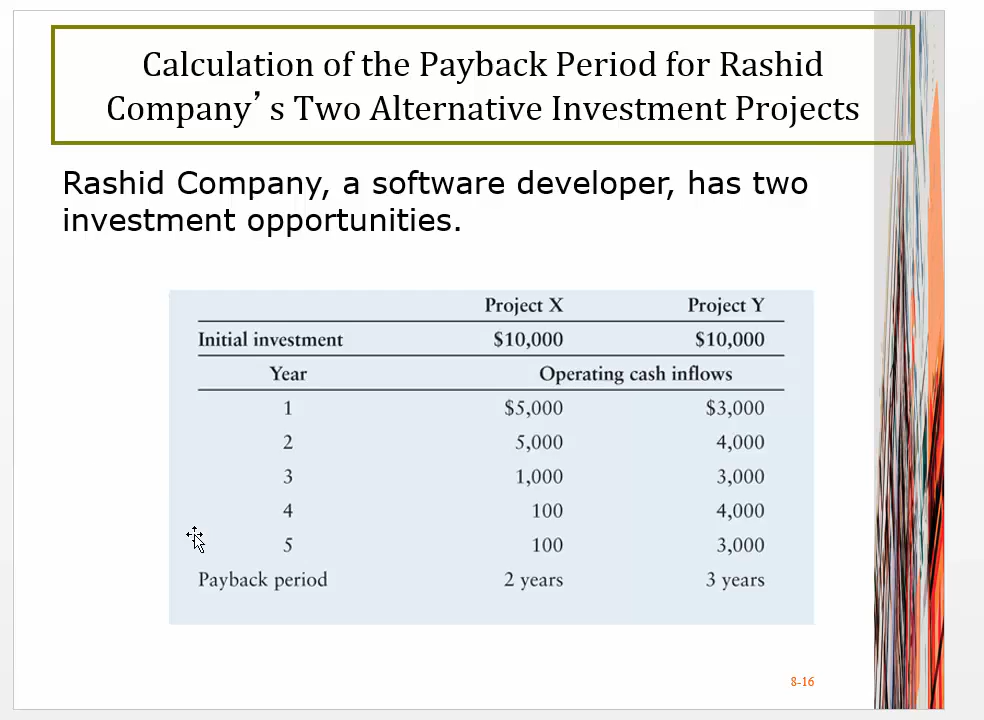 Calculation of the Payback Period for Rashid
Company’s Two Alternative Investment Projects
Rashid Company, a software developer, has two
investment opportunities.
Project X Project Y
Initial investment $10,000 $10,000
Year Operating cash inflows
1 $5,000 $3,000
2 5,000 4,000
3 1,000 3,000
4 100 4,000
5 100 3,000
Payback period 2 years 3 years
8-16